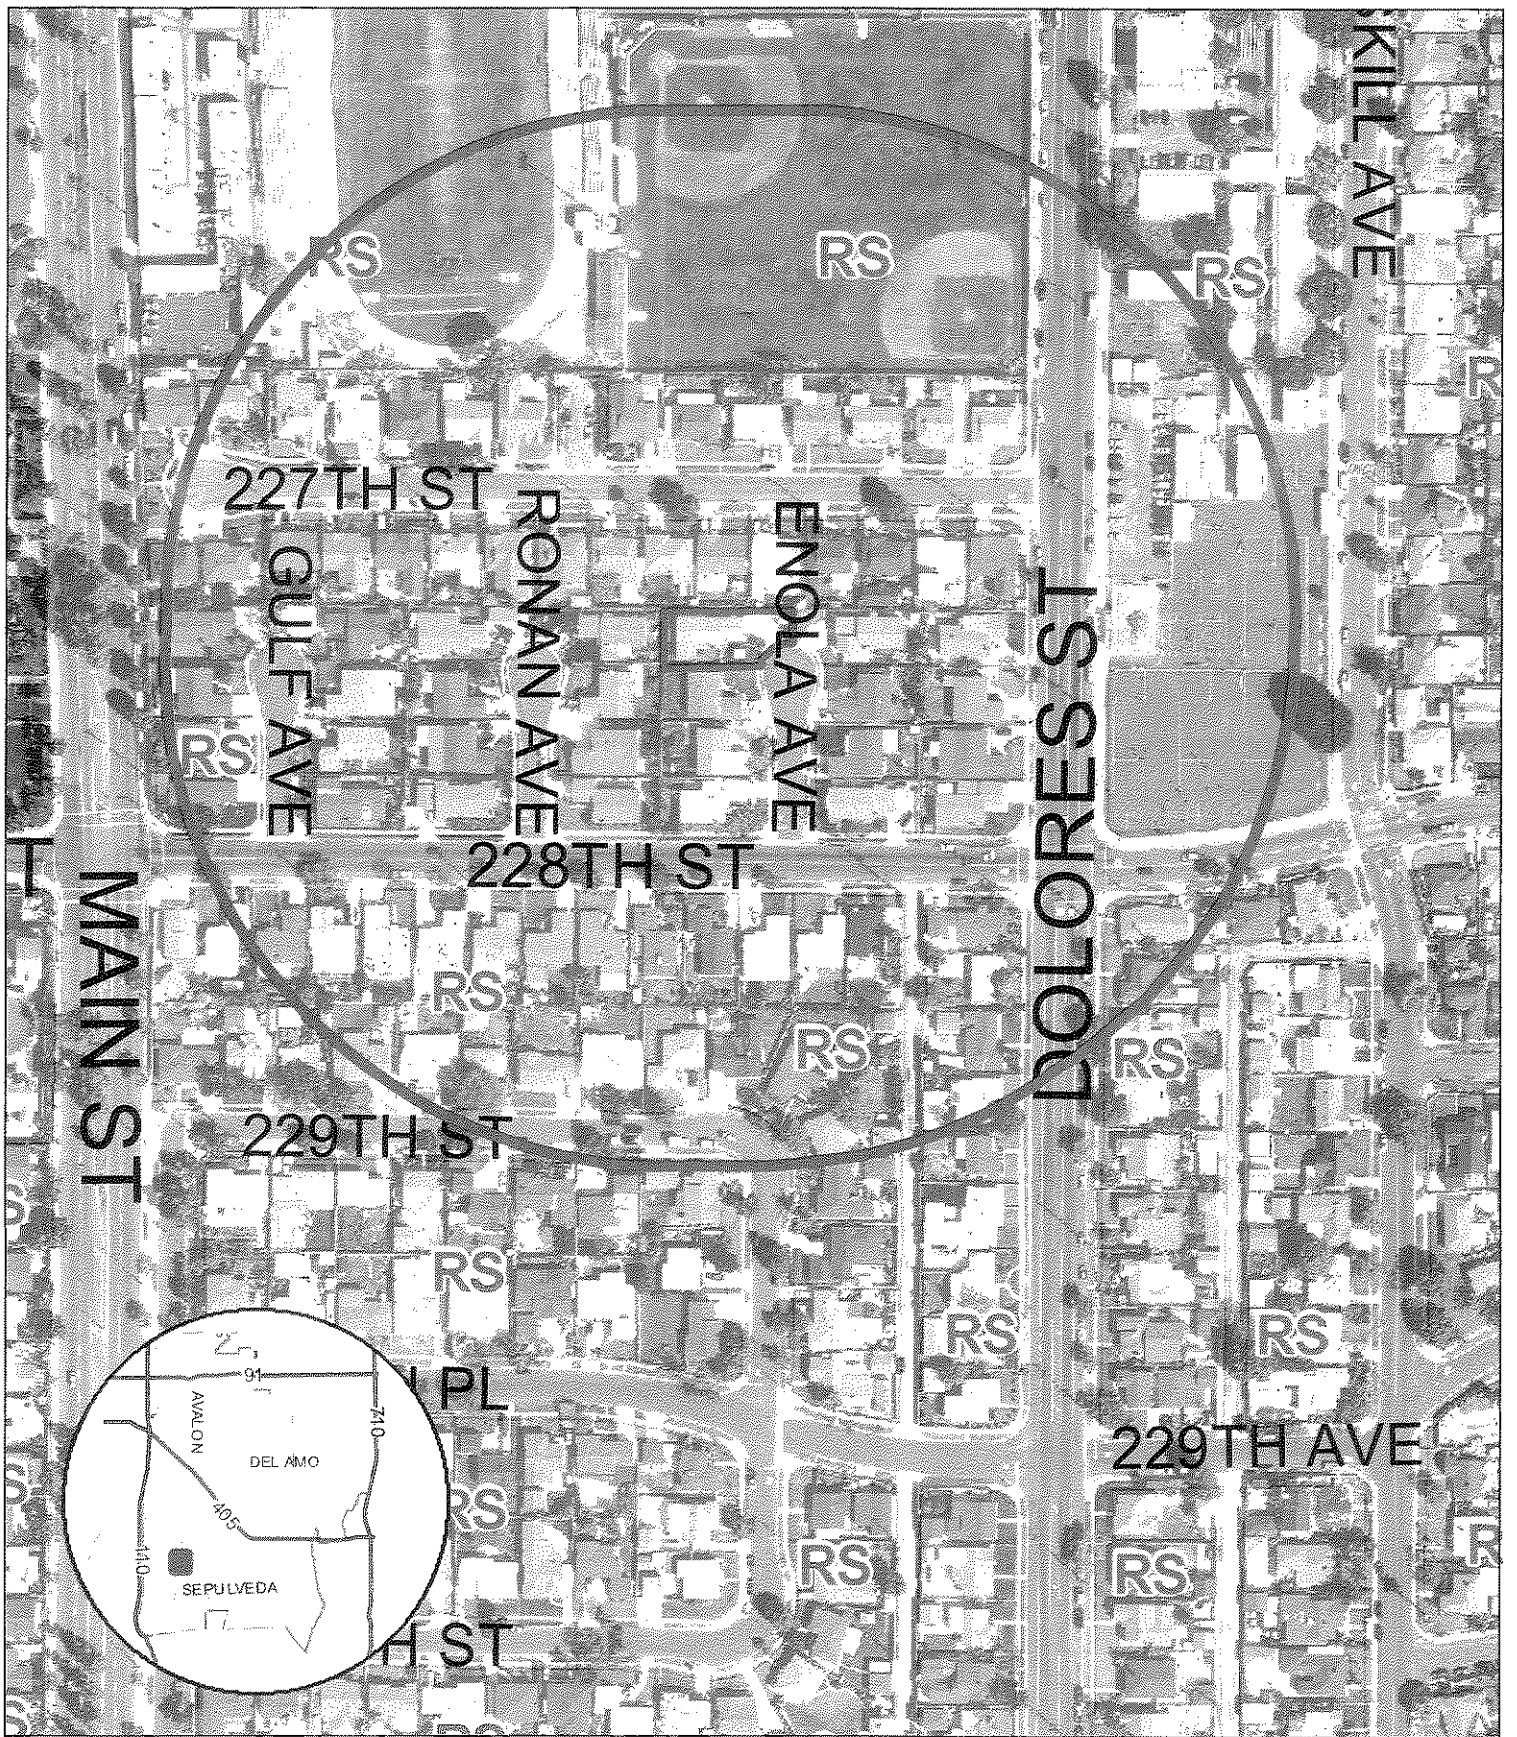 SKILL AVE
RS
RS
RS
R
227TH ST
RONAN AVE
ENOLA AVE
GULF AVE
DOLORES ST
RS
228TH ST
T
MAIN ST
RS
RS
RS
229TH ST
S
RS
RS
RS
H PL
91
AVALON
710
DEL AMO
229TH AVE
S
RS
405
110
RS
RS
R
SEPULVEDA
H ST
S
RS